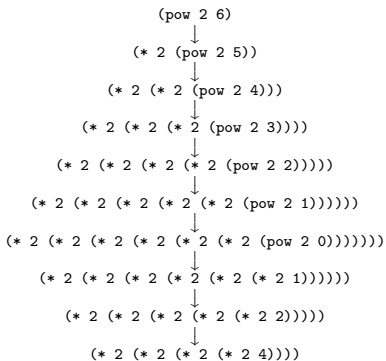 (pow 2 6)
(* 2 (pow 2 5))
(* 2 (* 2 (pow 2 4)))
(* 2 (* 2 (* 2 (pow 2 3))))
(* 2 (* 2 (* 2 (* 2 (pow 2 2)))))
(* 2 (* 2 (* 2 (* 2 (* 2 (pow 2 1))))))
(* 2 (* 2 (* 2 (* 2 (* 2 (* 2 (pow 2 0)))))))
(* 2 (* 2 (* 2 (* 2 (* 2 (* 2 1))))))
(* 2 (* 2 (* 2 (* 2 (* 2 2)))))
(* 2 (* 2 (* 2 (* 2 4))))